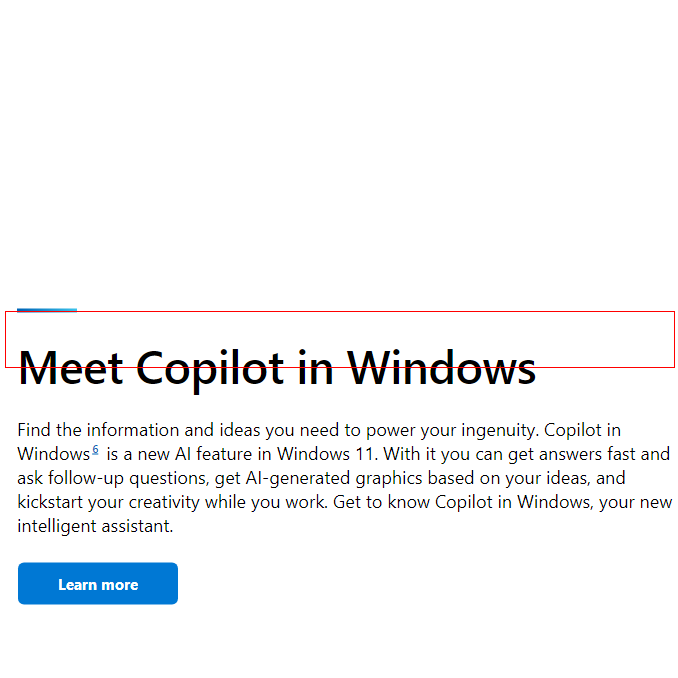 Meet Copilot in Windows
Find the information and ideas you need to power your ingenuity. Copilot in
Windows6 is a new AI feature in Windows 11. With it you can get answers fast and
ask follow-up questions, get AI-generated graphics based on your ideas, and
kickstart your creativity while you work. Get to know Copilot in Windows, your new
intelligent assistant.
Learn more